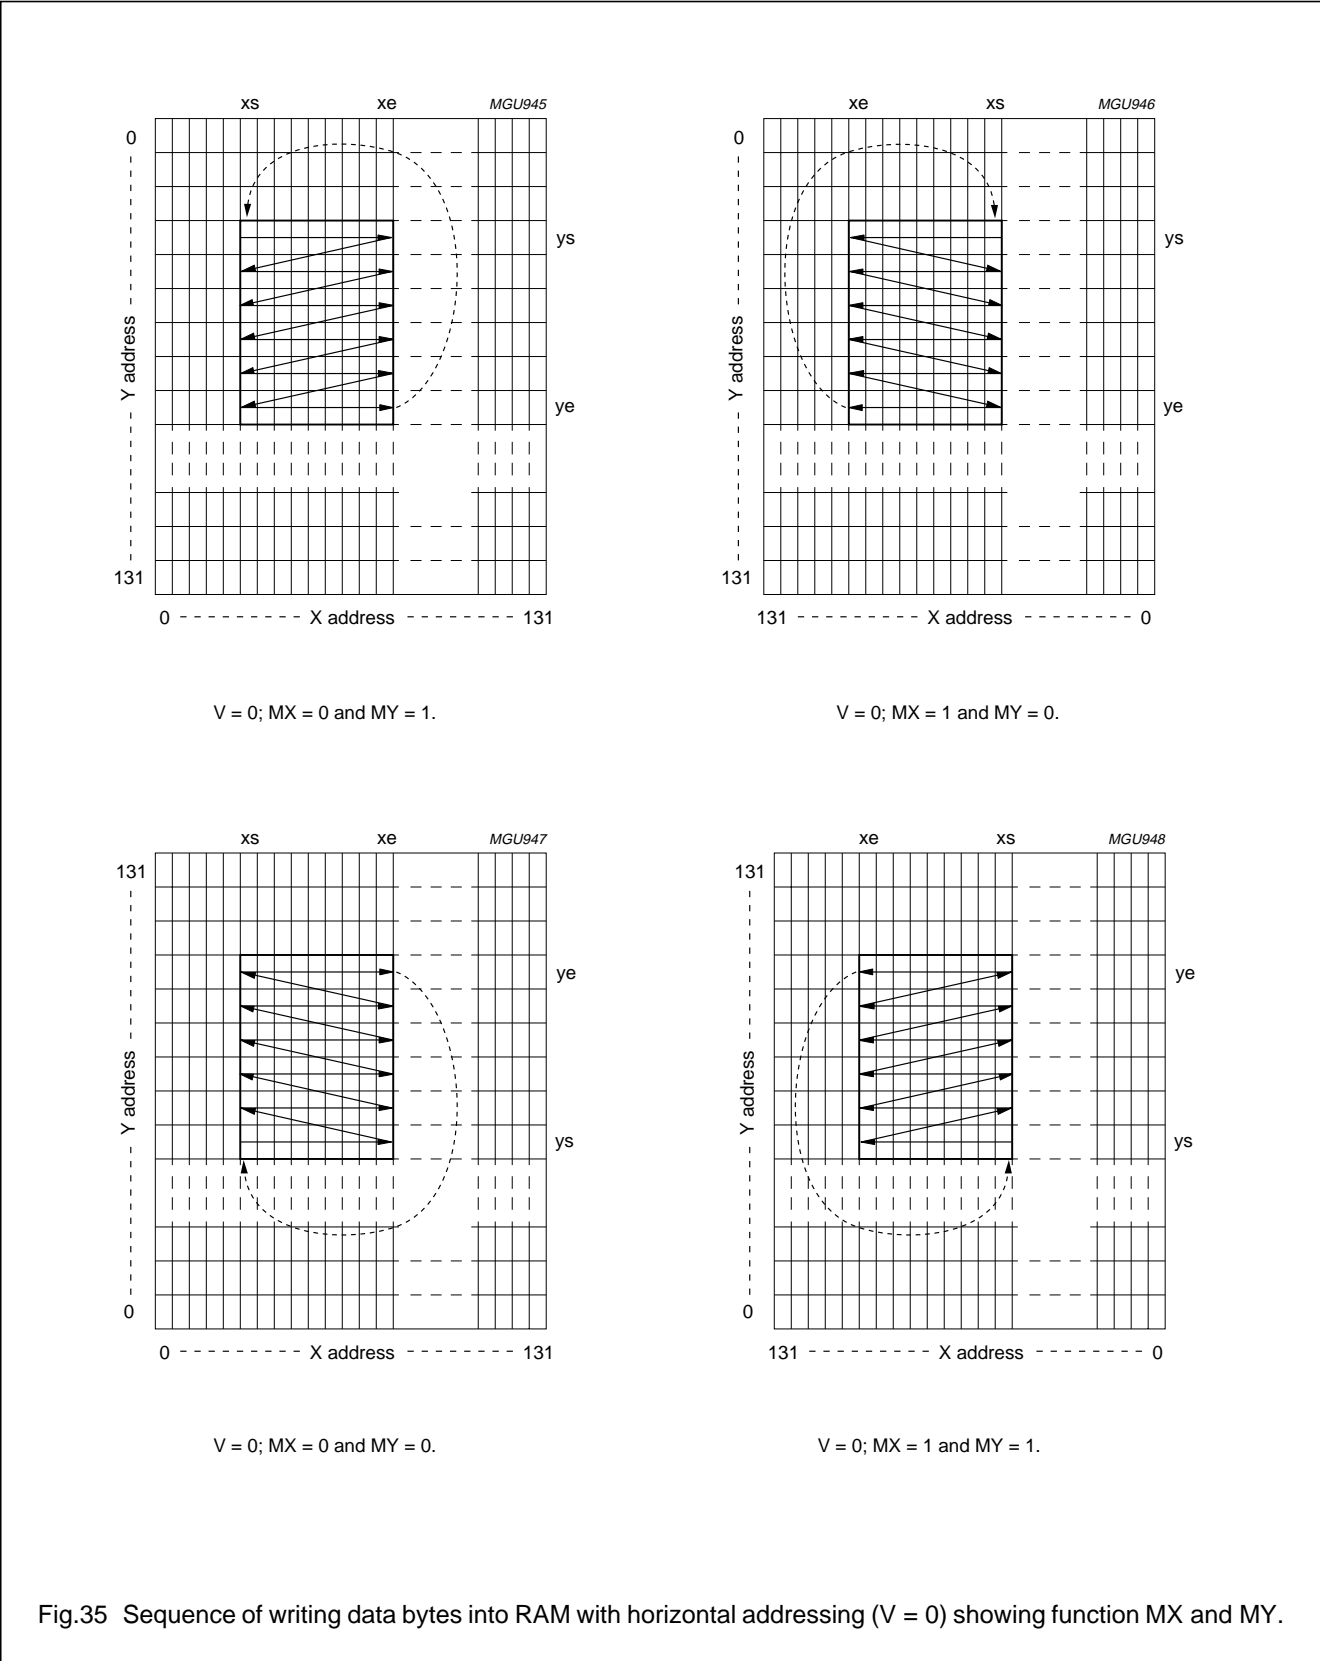 xs xe MGU945
0
ys
Y address
ye
131
0 X address 131
V = 0; MX = 0 and MY = 1.
xe xs MGU946
0
ys
Y address
ye
131
131 X address 0
V = 0; MX = 1 and MY = 0.
xs xe MGU947
131
ye
Y address
ys
0
0 X address 131
V = 0; MX = 0 and MY = 0.
xe xs MGU948
131
ye
Y address
ys
0
131 X address 0
V = 0; MX = 1 and MY = 1.
Fig.35 Sequence of writing data bytes into RAM with horizontal addressing (V = 0) showing function MX and MY.